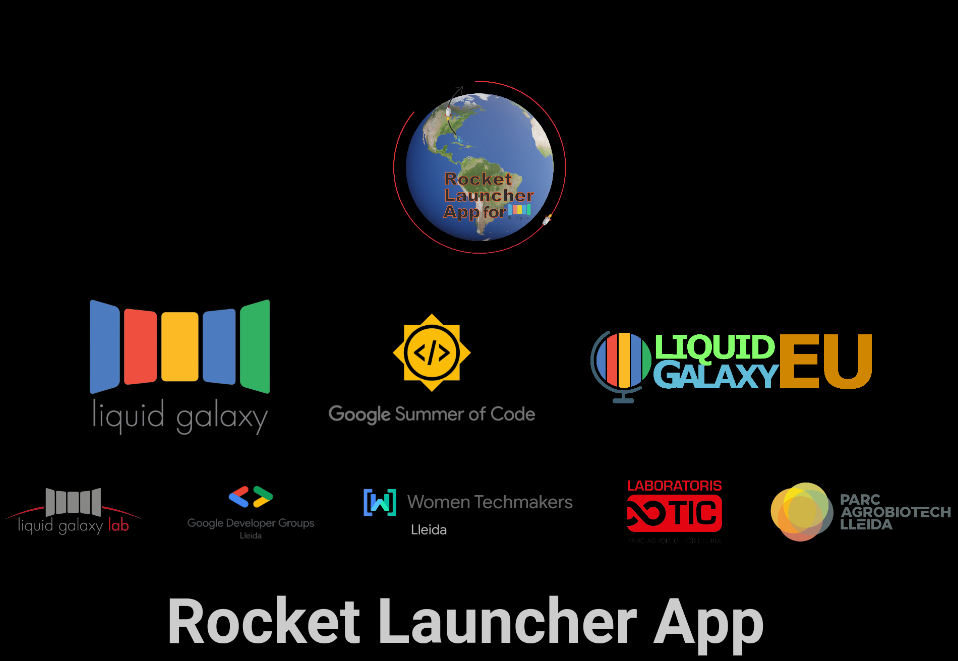 Rocket
Launcher
App for
liquid galaxy
Google Summer of Code
LIQUID
GALAXY
EU
liquid galaxy lab
Google Developer Groups
Lleida
Women Techmakers
Lleida
LABORATORIS
TIC
PARC
AGROBIOTECH
LLEIDA
Rocket Launcher App